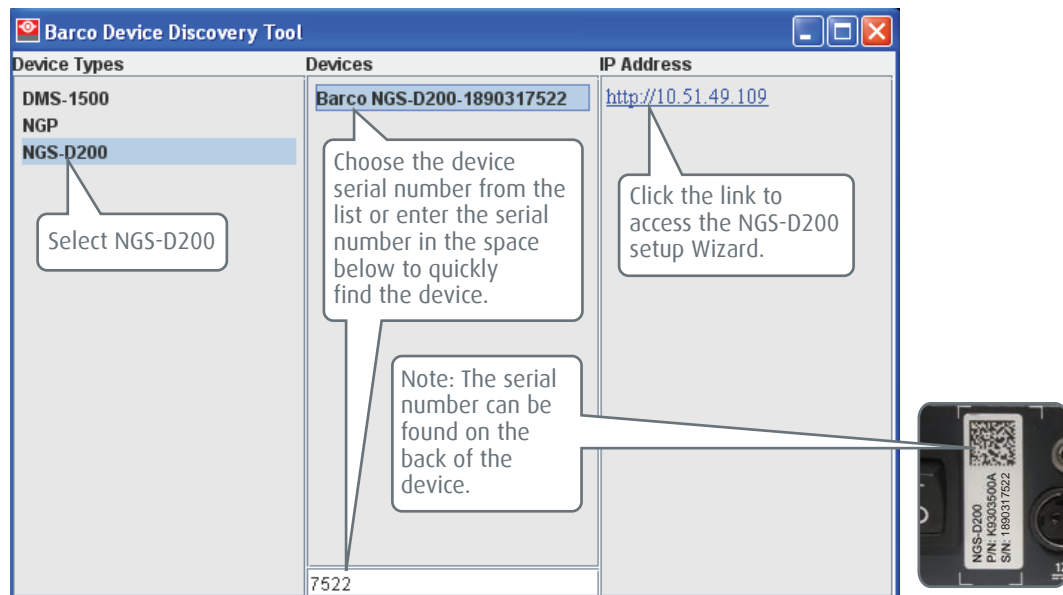 Barco Device Discovery Tool
Device Types
Devices
IP Address
DMS-1500
NGP
NGS-D200
Barco NGS-D200-1890317522
http://10.51.49.109
Select NGS-D200
Choose the device
serial number from the
list or enter the serial
number in the space
below to quickly
find the device.
Click the link to
access the NGS-D200
setup Wizard.
Note: The serial
number can be
found on the
back of the
device.
7522
NGS-D200
P/N: K9303500A
S/N: 1890317522